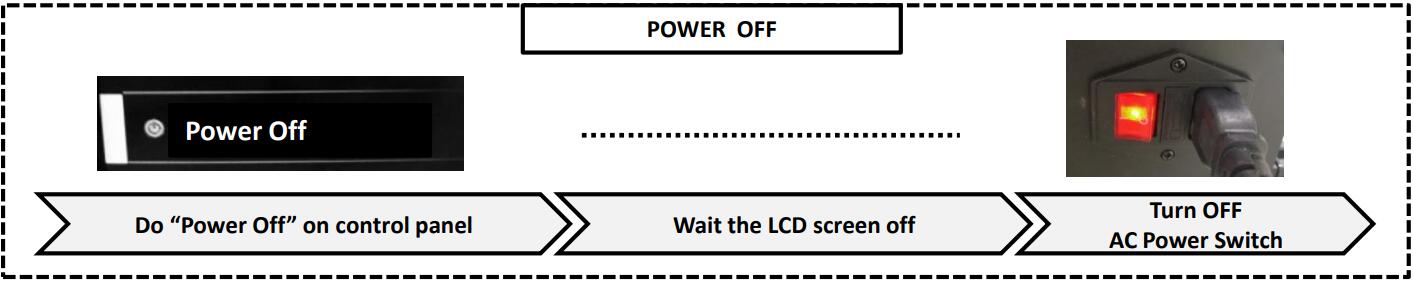 POWER OFF
Power Off
Do “Power Off” on control panel
Wait the LCD screen off
Turn OFF
AC Power Switch